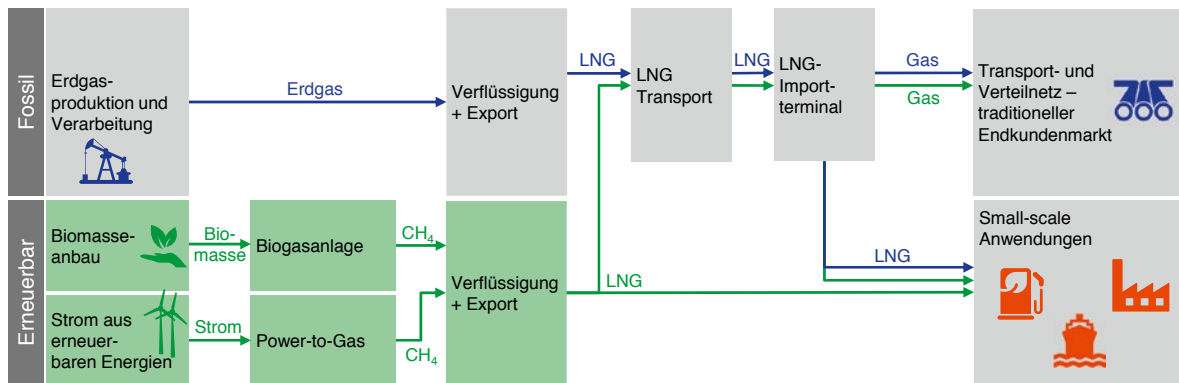 Fossil
Erdgas-
produktion und
Verarbeitung
Erdgas
Verflüssigung
+ Export
LNG
LNG
Transport
LNG
LNG-
Import-
terminal
Gas
Gas
Transport- und
Verteilnetz –
traditioneller
Endkundenmarkt
Erneuerbar
Biomasse-
anbau
Bio-
masse
Biogasanlage
CH₄
Strom aus
erneuer-
baren Energien
Strom
Power-to-Gas
CH₄
Verflüssigung
+ Export
LNG
LNG
Small-scale
Anwendungen